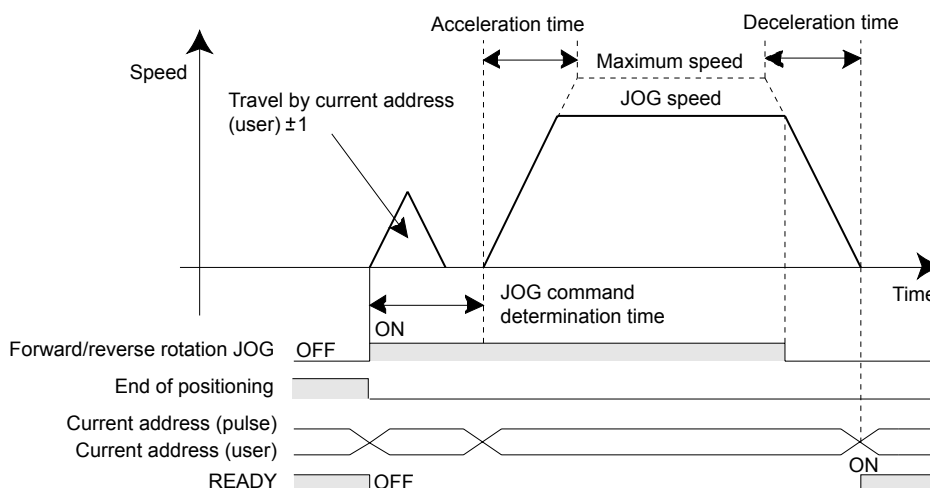 Acceleration time
Deceleration time
Speed
Maximum speed
JOG speed
Travel by current address
(user) ±1
Time
JOG command
determination time
ON
Forward/reverse rotation JOG
OFF
End of positioning
Current address (pulse)
Current address (user)
ON
READY
OFF